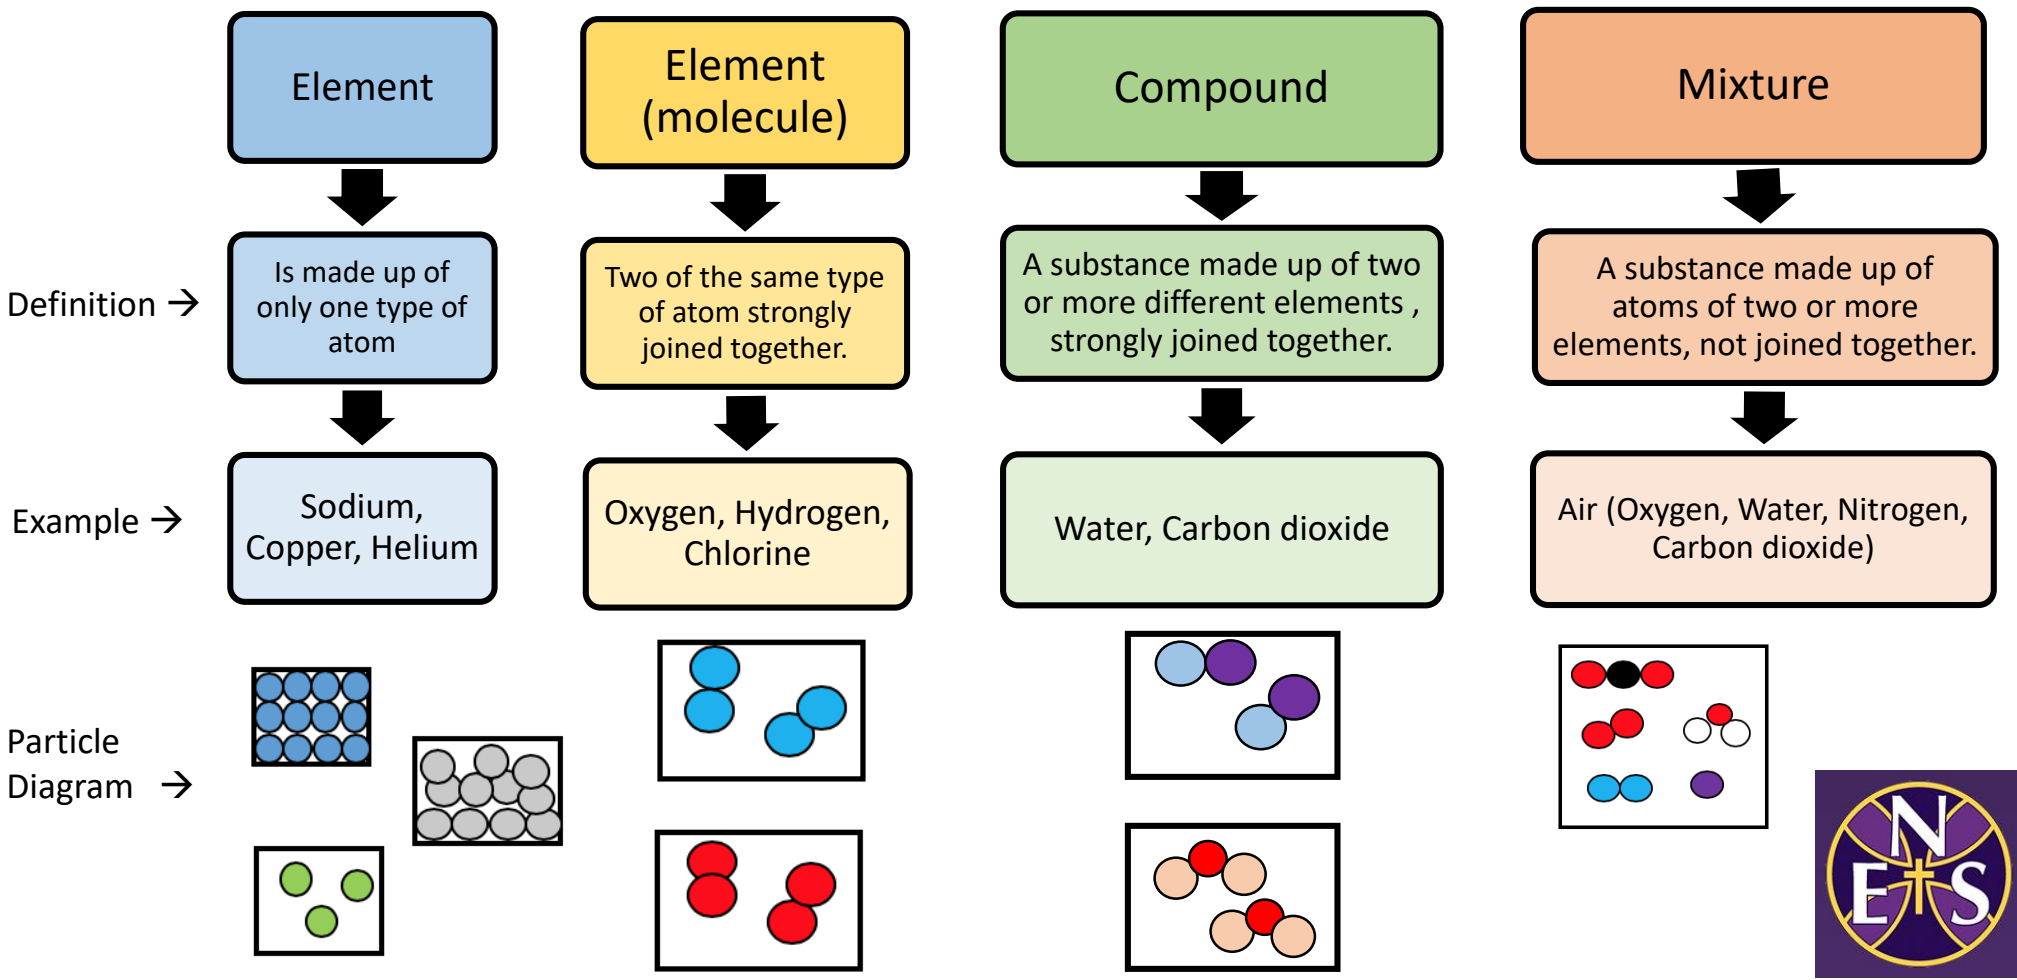 Element
Element
(molecule)
Compound
Mixture
Definition →
Is made up of
only one type of
atom
Two of the same type
of atom strongly
joined together.
A substance made up of two
or more different elements ,
strongly joined together.
A substance made up of
atoms of two or more
elements, not joined together.
Example →
Sodium,
Copper, Helium
Oxygen, Hydrogen,
Chlorine
Water, Carbon dioxide
Air (Oxygen, Water, Nitrogen,
Carbon dioxide)
Particle
Diagram →
N
E S